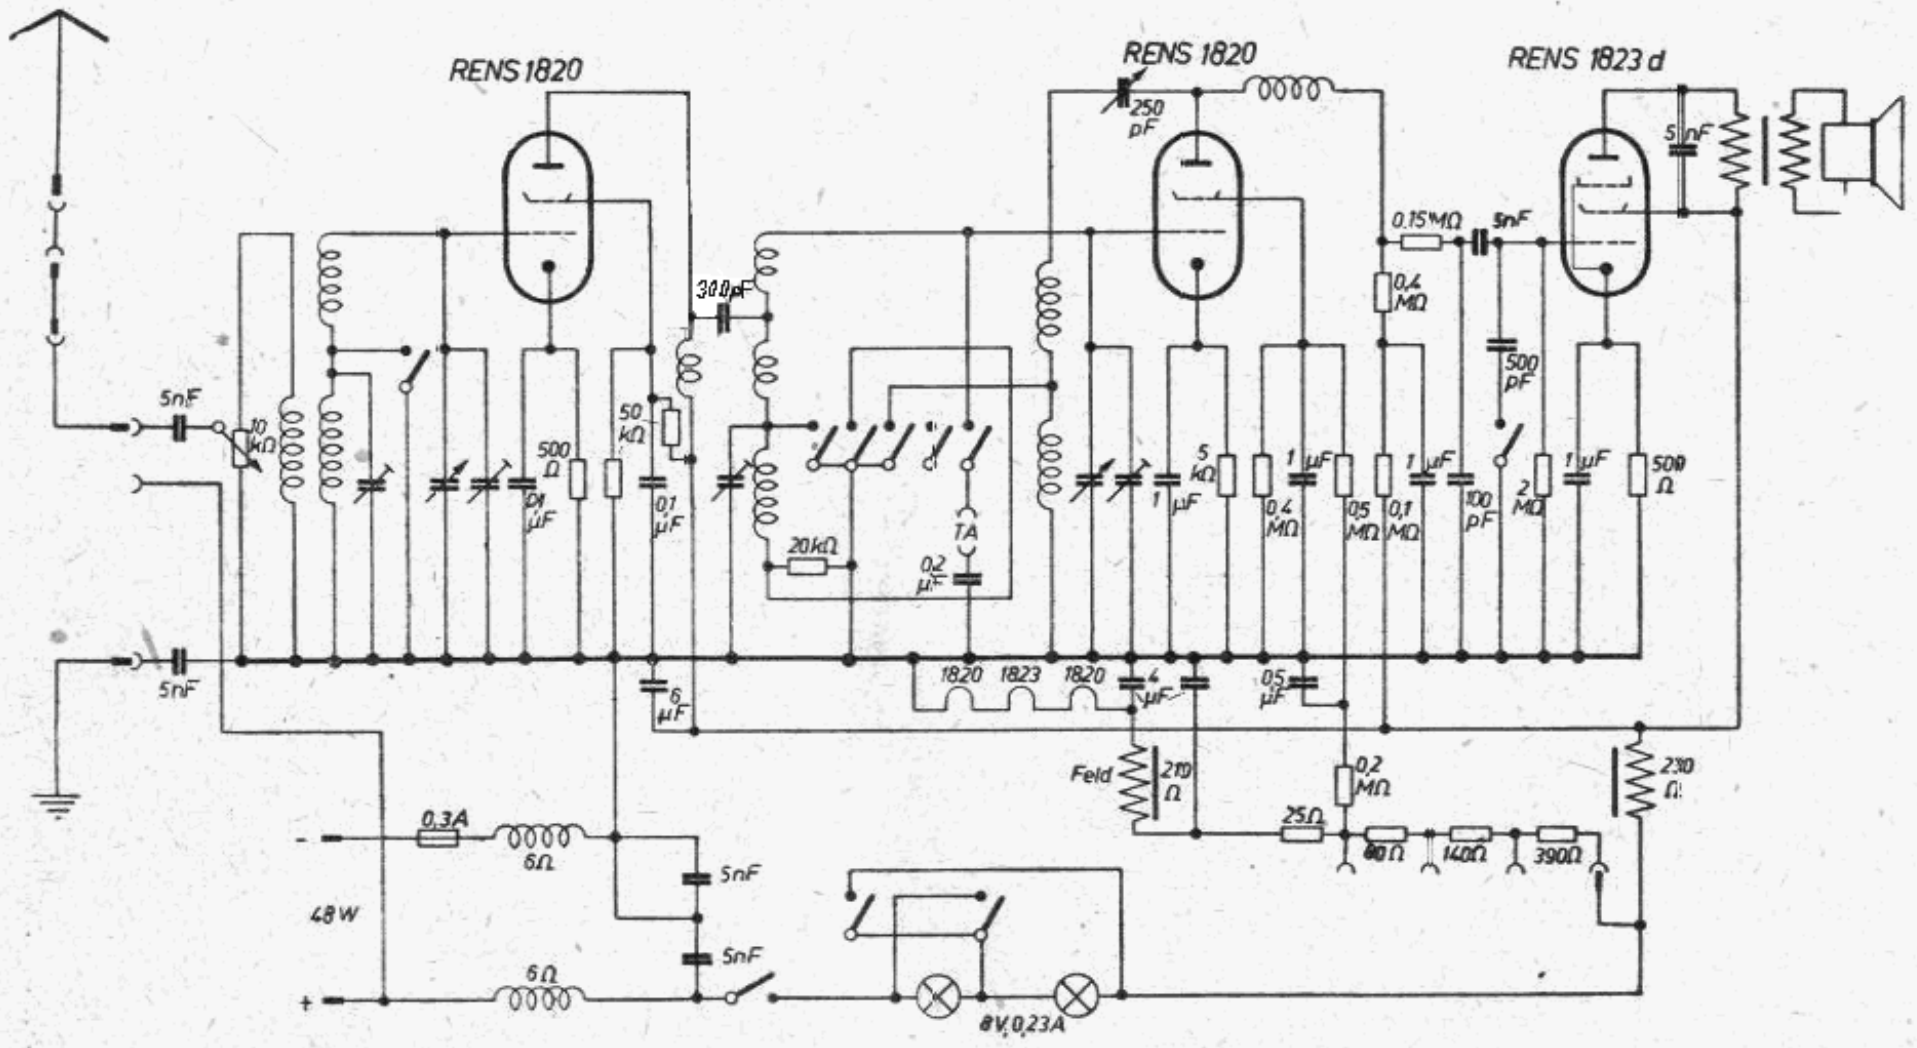 RENS 1820
RENS 1820
RENS 1823 d
250
pF
5 nF
0,15 MΩ
5nF
300pF
0,4
MΩ
500
pF
5nF
10
kΩ
500
Ω
50
kΩ
0,1
µF
0,1
µF
20kΩ
TA
0,2
µF
1 µF
5
kΩ
1 µF
0,4
MΩ
0,5
MΩ
0,1
MΩ
1 µF
100
pF
2
MΩ
1 µF
500
Ω
5nF
6
µF
1820
1823
1820
4
µF
0,5
µF
Feld
210
Ω
0,2
MΩ
230
Ω
25Ω
80Ω
140Ω
390Ω
-
0,3A
6Ω
5nF
48W
5nF
+
6Ω
8V,0,23A